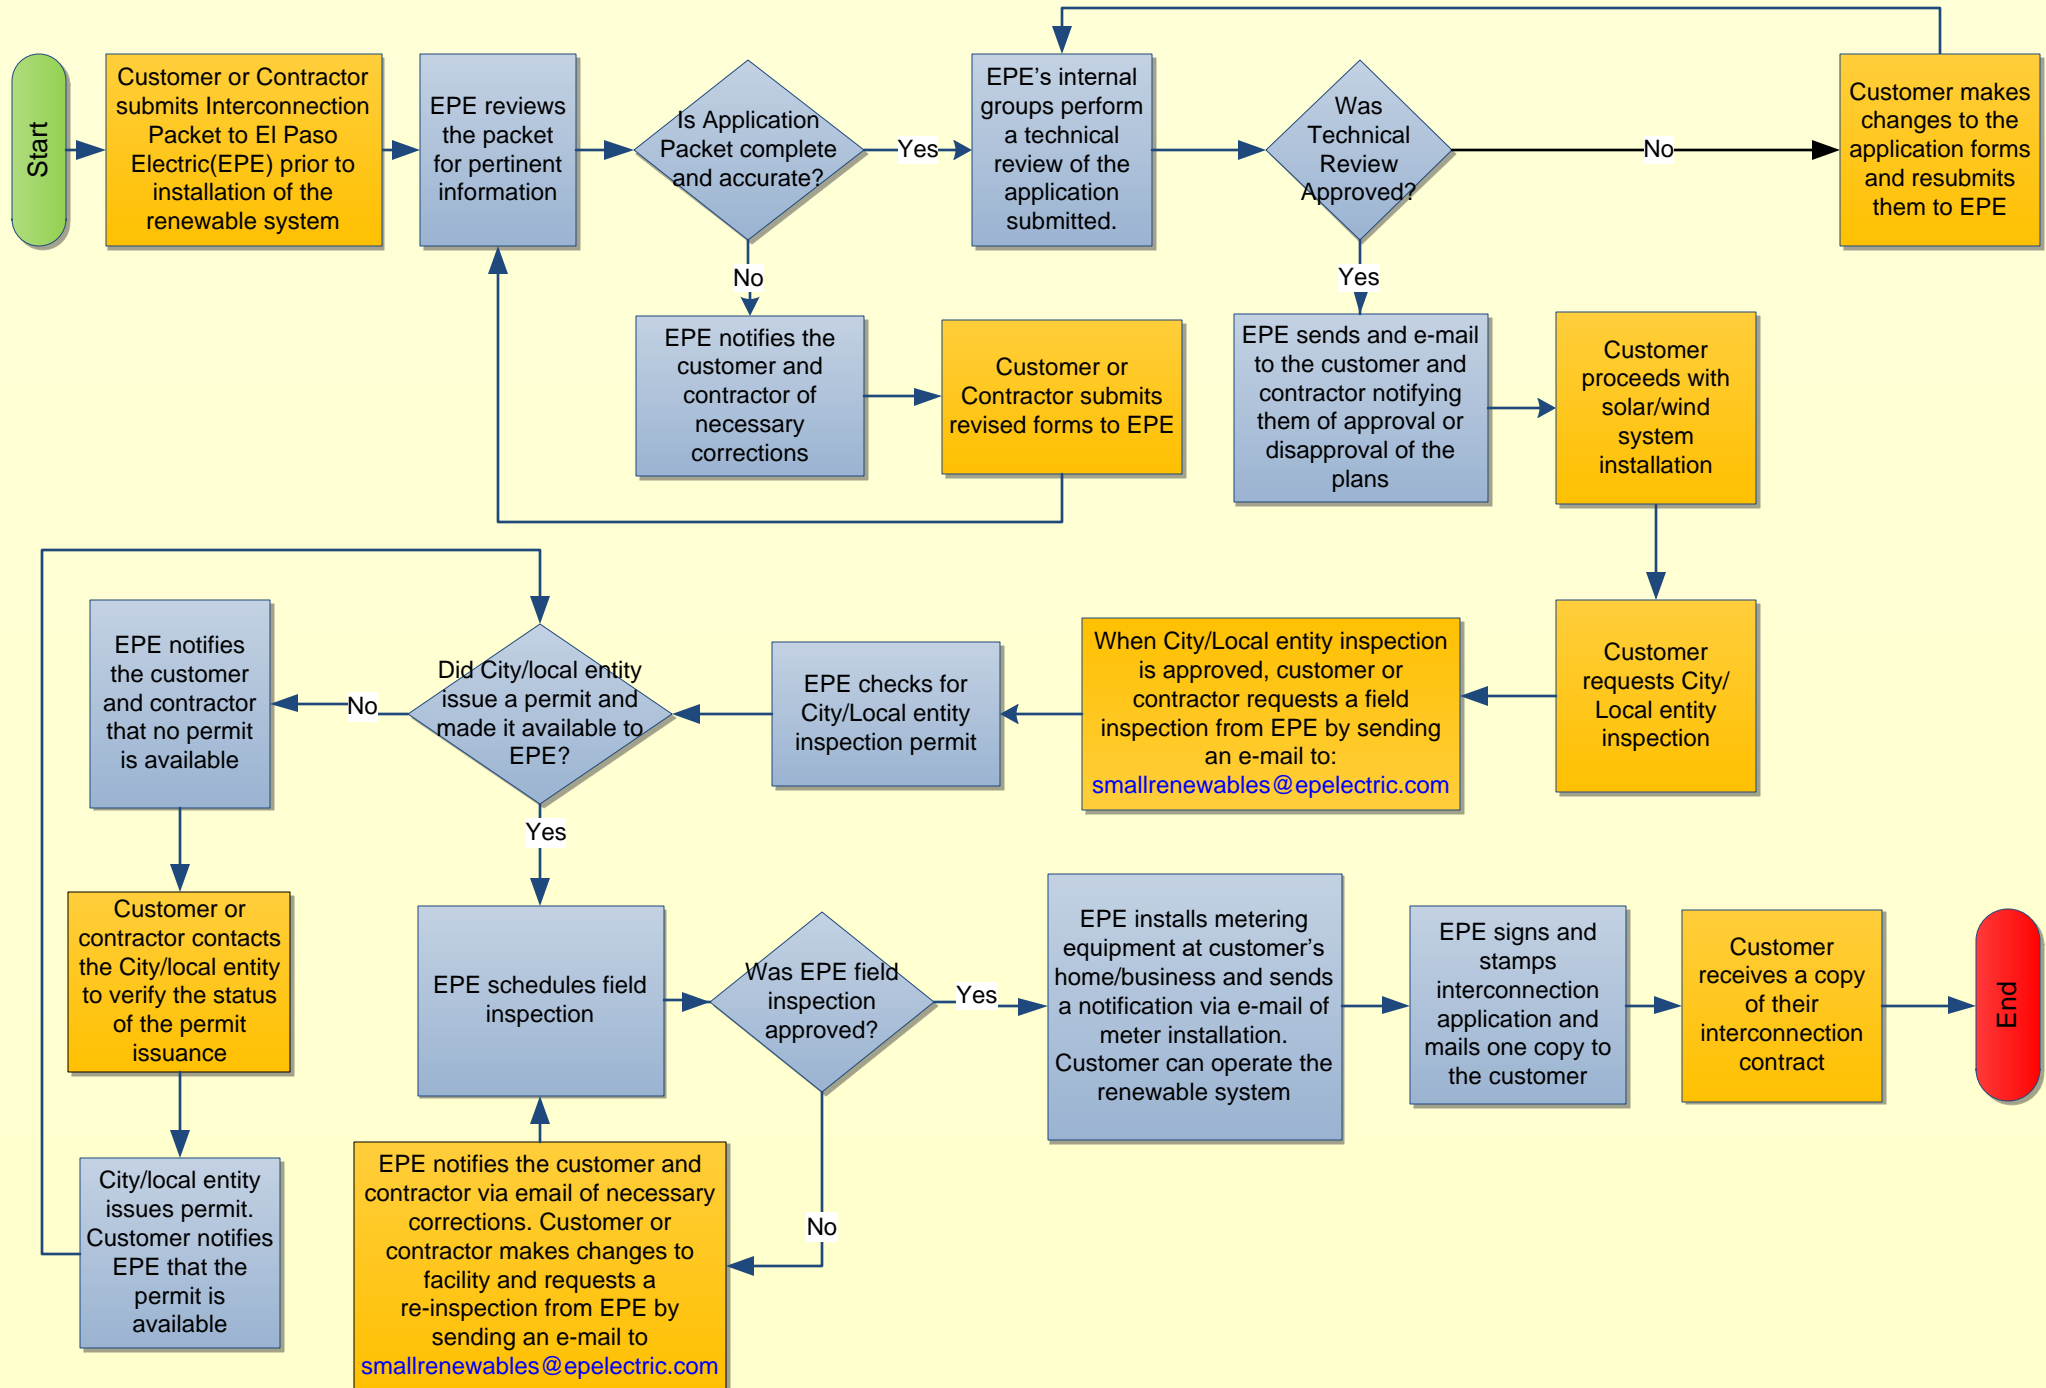 Start
Customer or Contractor
submits Interconnection
Packet to El Paso
Electric(EPE) prior to
installation of the
renewable system
EPE reviews
the packet
for pertinent
information
Is Application
Packet complete
and accurate?
Yes
EPE's internal
groups perform
a technical
review of the
application
submitted.
Was
Technical
Review
Approved?
No
Customer makes
changes to the
application forms
and resubmits
them to EPE
No
EPE notifies the
customer and
contractor of
necessary
corrections
Customer or
Contractor submits
revised forms to EPE
Yes
EPE sends and e-mail
to the customer and
contractor notifying
them of approval or
disapproval of the
plans
Customer
proceeds with
solar/wind
system
installation
Customer
requests City/
Local entity
inspection
When City/Local entity inspection
is approved, customer or
contractor requests a field
inspection from EPE by sending
an e-mail to:
smallrenewables@epelectric.com
EPE checks for
City/Local entity
inspection permit
Did City/local entity
issue a permit and
made it available to
EPE?
No
EPE notifies
the customer
and contractor
that no permit
is available
Customer or
contractor contacts
the City/local entity
to verify the status
of the permit
issuance
City/local entity
issues permit.
Customer notifies
EPE that the
permit is
available
Yes
EPE schedules field
inspection
Was EPE field
inspection
approved?
No
EPE notifies the customer and
contractor via email of necessary
corrections. Customer or
contractor makes changes to
facility and requests a
re-inspection from EPE by
sending an e-mail to
smallrenewables@epelectric.com
Yes
EPE installs metering
equipment at customer's
home/business and sends
a notification via e-mail of
meter installation.
Customer can operate the
renewable system
EPE signs and
stamps
interconnection
application and
mails one copy to
the customer
Customer
receives a copy
of their
interconnection
contract
End